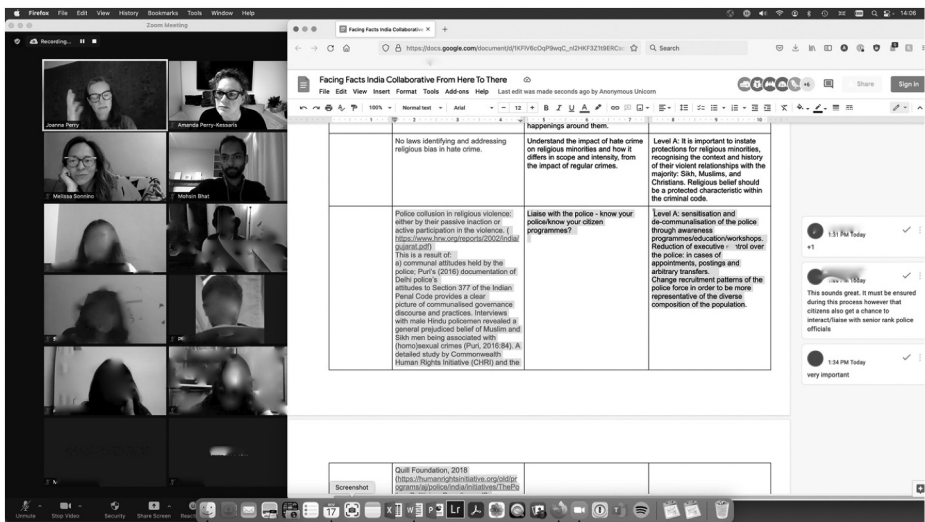 Firefox File Edit View History Bookmarks Tools Window Help
14:06
Zoom Meeting
Recording...
Joanna Perry
Amanda Perry-Kessaris
Melissa Sonnino
Mohsin Bhat
Unmute
Stop Video
Security
Share Screen
Facing Facts India Collaborative
Search
Facing Facts India Collaborative From Here To There
File Edit View Insert Format Tools Add-ons Help
Last edit was made seconds ago by Anonymous Unicorn
Share
Sign in
100%
Normal text
Arial
12
happenings around them.
No laws identifying and addressing
religious bias in hate crime.
Understand the impact of hate crime
on religious minorities and how it
differs in scope and intensity, from
the impact of regular crimes.
Level A: It is important to instate
protections for religious minorities,
recognising the context and history
of their violent relationships with the
majority: Sikh, Muslims, and
Christians. Religious belief should
be a protected characteristic within
the criminal code.
Police collusion in religious violence:
either by their passive inaction or
active participation in the violence. (
https://www.hrw.org/reports/2002/india/
gujarat.pdf)
This is a result of:
a) communal attitudes held by the
police; Puri's (2016) documentation of
Delhi police's
attitudes to Section 377 of the Indian
Penal Code provides a clear
picture of communalised governance
discourse and practices. Interviews
with male Hindu policemen revealed a
general prejudiced belief of Muslim and
Sikh men being associated with
(homo)sexual crimes (Puri, 2016:84). A
detailed study by Commonwealth
Human Rights Initiative (CHRI) and the
Liaise with the police - know your
police/know your citizen
programmes?
Level A: sensitisation and
de-communalisation of the police
through awareness
programmes/education/workshops.
Reduction of executive control over
the police: in cases of
appointments, postings and
arbitrary transfers.
Change recruitment patterns of the
police force in order to be more
representative of the diverse
composition of the population.
1:31 PM Today
+1
This sounds great. It must be ensured
during this process however that
citizens also get a chance to
interact/liaise with senior rank police
officials
1:34 PM Today
very important
Quill Foundation, 2018
(https://humanrightsinitiative.org/old/pr
ograms/aj/police/india/initiatives/ThePo
Screenshot
17